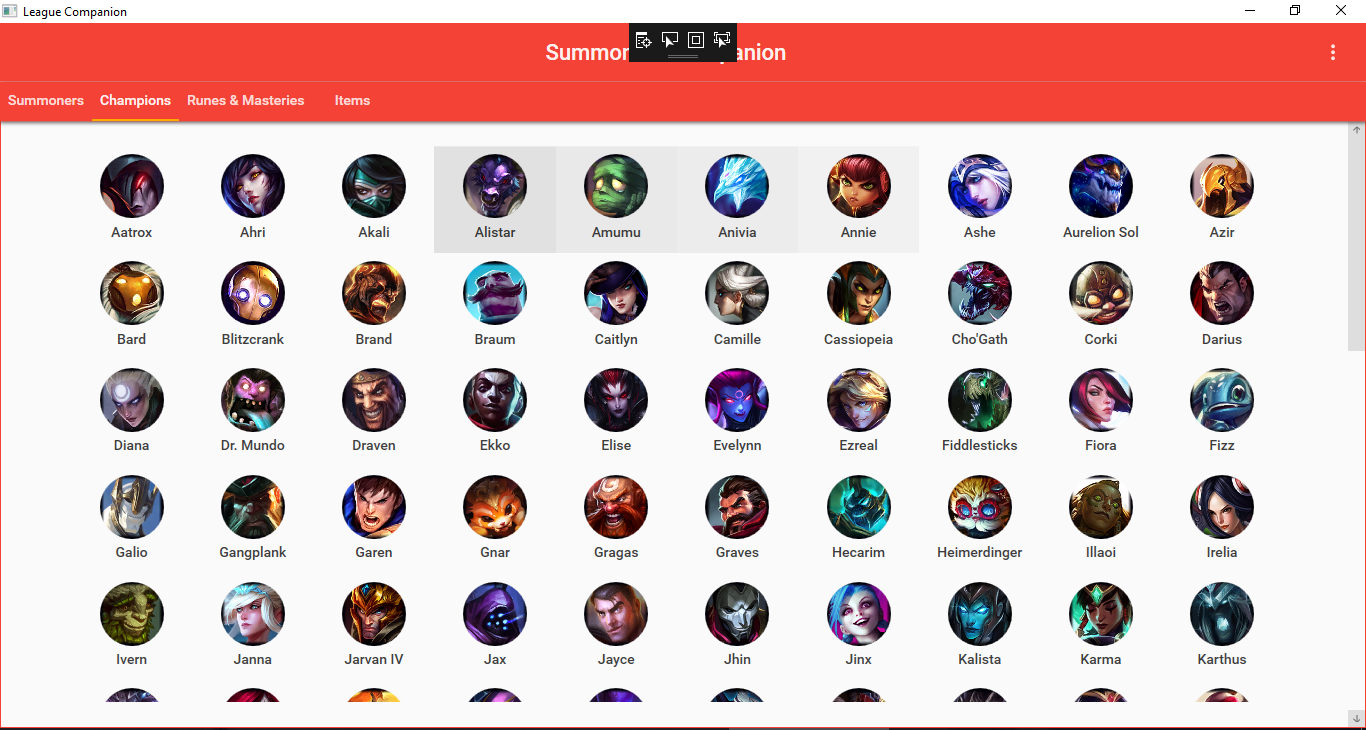 League Companion
Summon panion
Summoners Champions Runes & Masteries Items
Aatrox Ahri Akali Alistar Amumu Anivia Annie Ashe Aurelion Sol Azir
Bard Blitzcrank Brand Braum Caitlyn Camille Cassiopeia Cho'Gath Corki Darius
Diana Dr. Mundo Draven Ekko Elise Evelynn Ezreal Fiddlesticks Fiora Fizz
Galio Gangplank Garen Gnar Gragas Graves Hecarim Heimerdinger Illaoi Irelia
Ivern Janna Jarvan IV Jax Jayce Jhin Jinx Kalista Karma Karthus